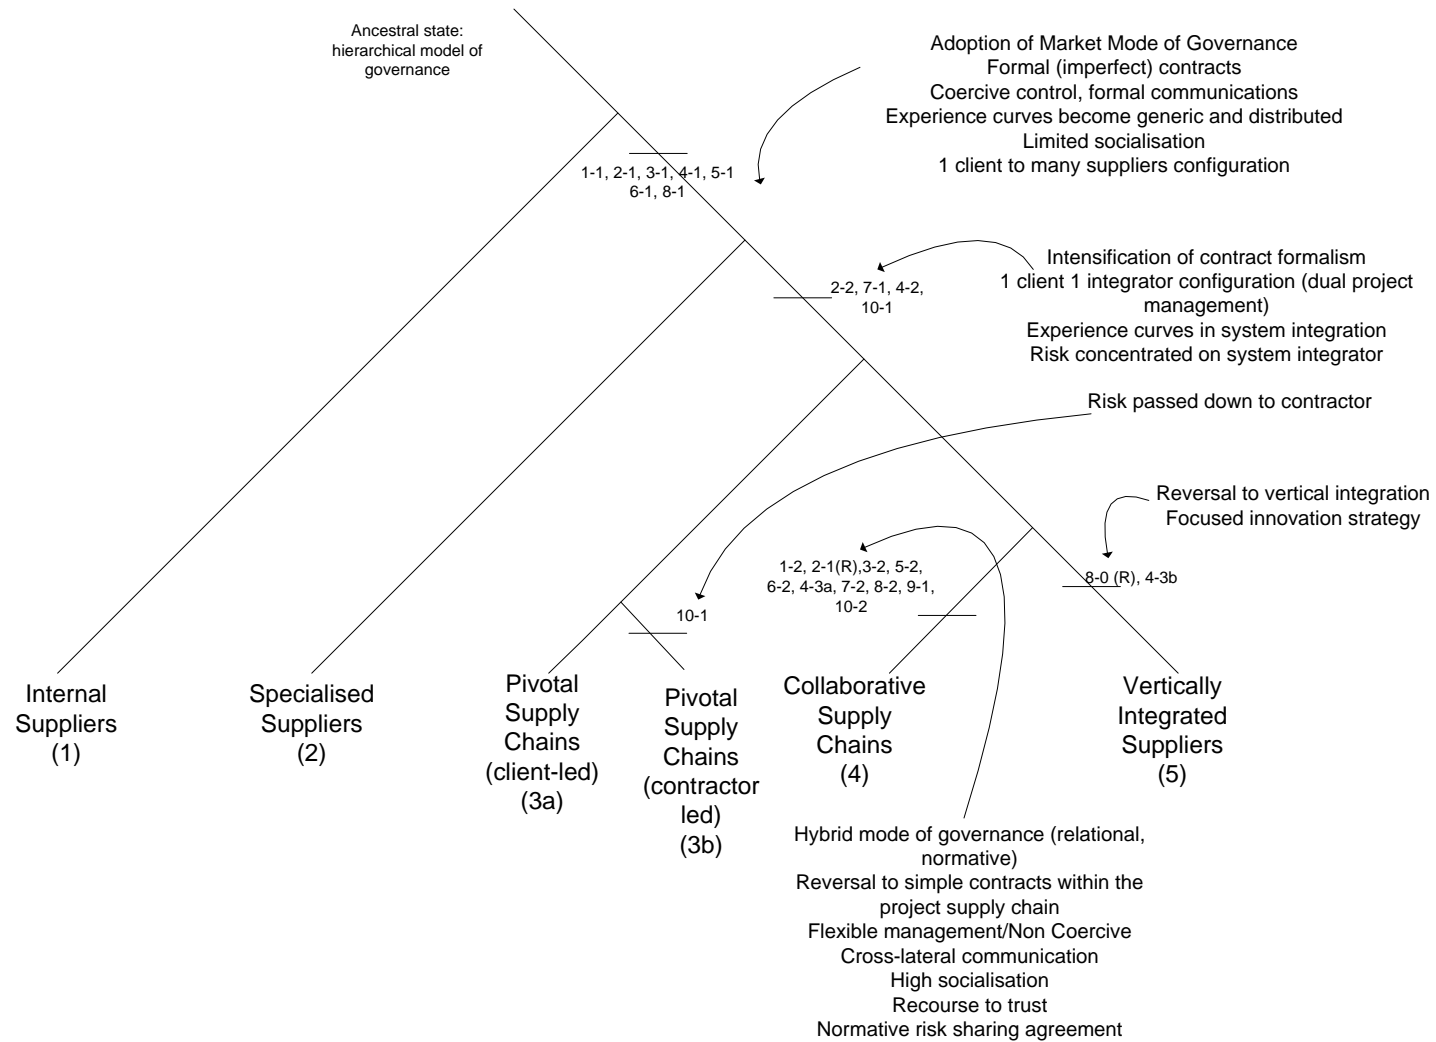 Ancestral state:
hierarchical model of
governance
Adoption of Market Mode of Governance
Formal (imperfect) contracts
Coercive control, formal communications
Experience curves become generic and distributed
Limited socialisation
1 client to many suppliers configuration
1-1, 2-1, 3-1, 4-1, 5-1
6-1, 8-1
Intensification of contract formalism
1 client 1 integrator configuration (dual project
management)
Experience curves in system integration
Risk concentrated on system integrator
2-2, 7-1, 4-2,
10-1
Risk passed down to contractor
Reversal to vertical integration
Focused innovation strategy
1-2, 2-1(R),3-2, 5-2,
6-2, 4-3a, 7-2, 8-2, 9-1,
10-2
8-0 (R), 4-3b
10-1
Internal
Suppliers
(1)
Specialised
Suppliers
(2)
Pivotal
Supply
Chains
(client-led)
(3a)
Pivotal
Supply
Chains
(contractor
led)
(3b)
Collaborative
Supply
Chains
(4)
Vertically
Integrated
Suppliers
(5)
Hybrid mode of governance (relational,
normative)
Reversal to simple contracts within the
project supply chain
Flexible management/Non Coercive
Cross-lateral communication
High socialisation
Recourse to trust
Normative risk sharing agreement